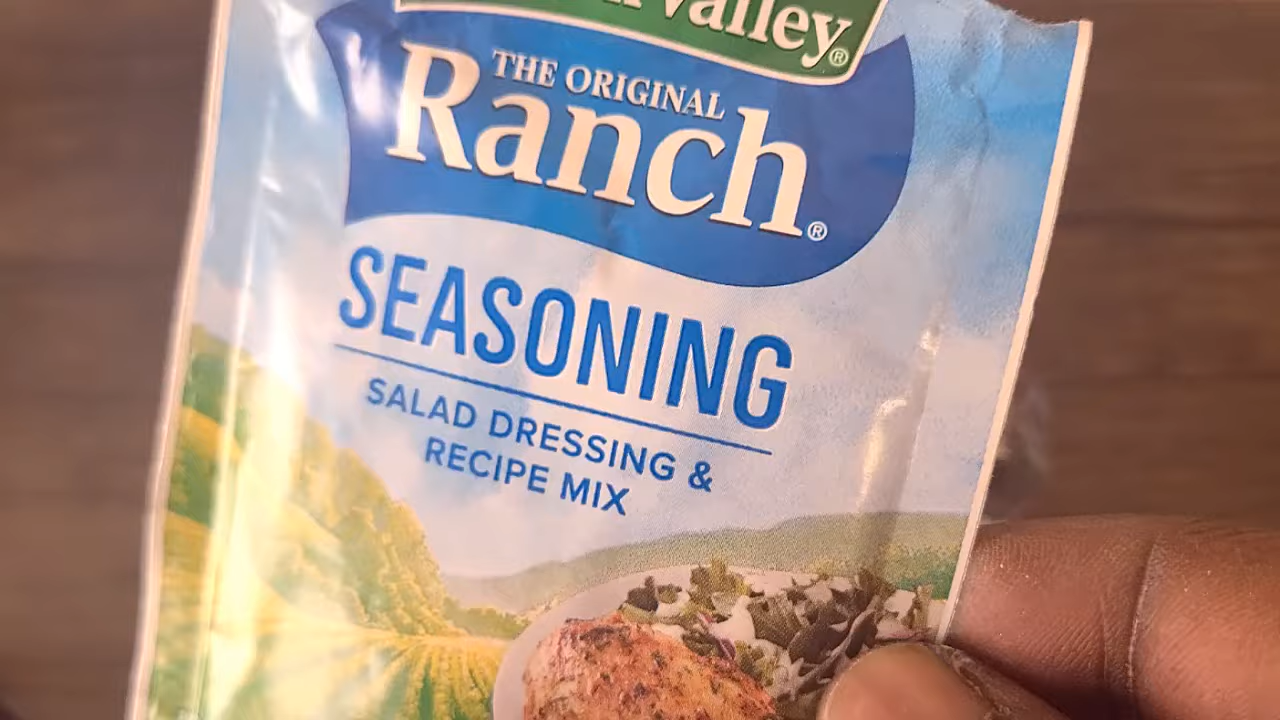 Valley®
THE ORIGINAL
Ranch®
SEASONING
SALAD DRESSING &
RECIPE MIX